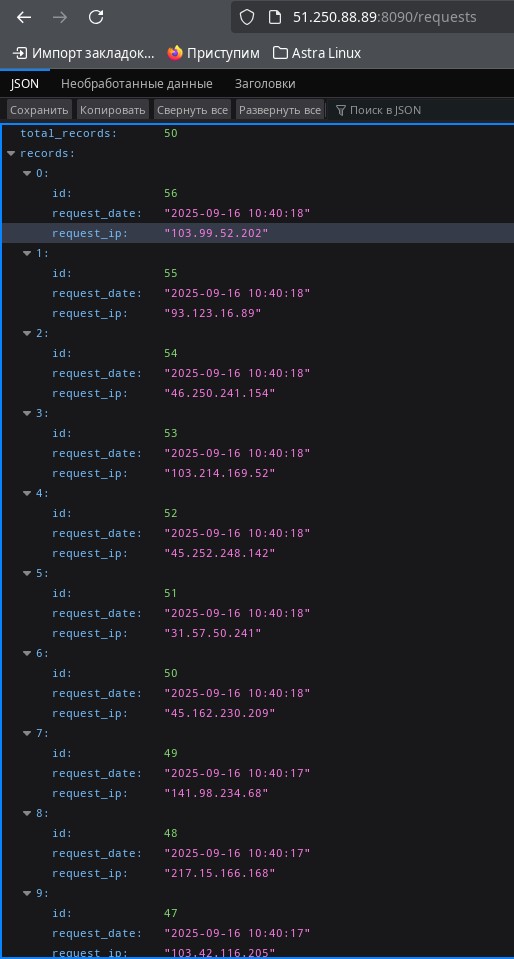 51.250.88.89:8090/requests
Импорт закладок... Приступим Astra Linux
JSON Необработанные данные Заголовки
Сохранить Копировать Свернуть все Развернуть все Поиск в JSON
total_records: 50
records:
0:
id: 56
request_date: "2025-09-16 10:40:18"
request_ip: "103.99.52.202"
1:
id: 55
request_date: "2025-09-16 10:40:18"
request_ip: "93.123.16.89"
2:
id: 54
request_date: "2025-09-16 10:40:18"
request_ip: "46.250.241.154"
3:
id: 53
request_date: "2025-09-16 10:40:18"
request_ip: "103.214.169.52"
4:
id: 52
request_date: "2025-09-16 10:40:18"
request_ip: "45.252.248.142"
5:
id: 51
request_date: "2025-09-16 10:40:18"
request_ip: "31.57.50.241"
6:
id: 50
request_date: "2025-09-16 10:40:18"
request_ip: "45.162.230.209"
7:
id: 49
request_date: "2025-09-16 10:40:17"
request_ip: "141.98.234.68"
8:
id: 48
request_date: "2025-09-16 10:40:17"
request_ip: "217.15.166.168"
9:
id: 47
request_date: "2025-09-16 10:40:17"
request_ip: "103.42.116.205"